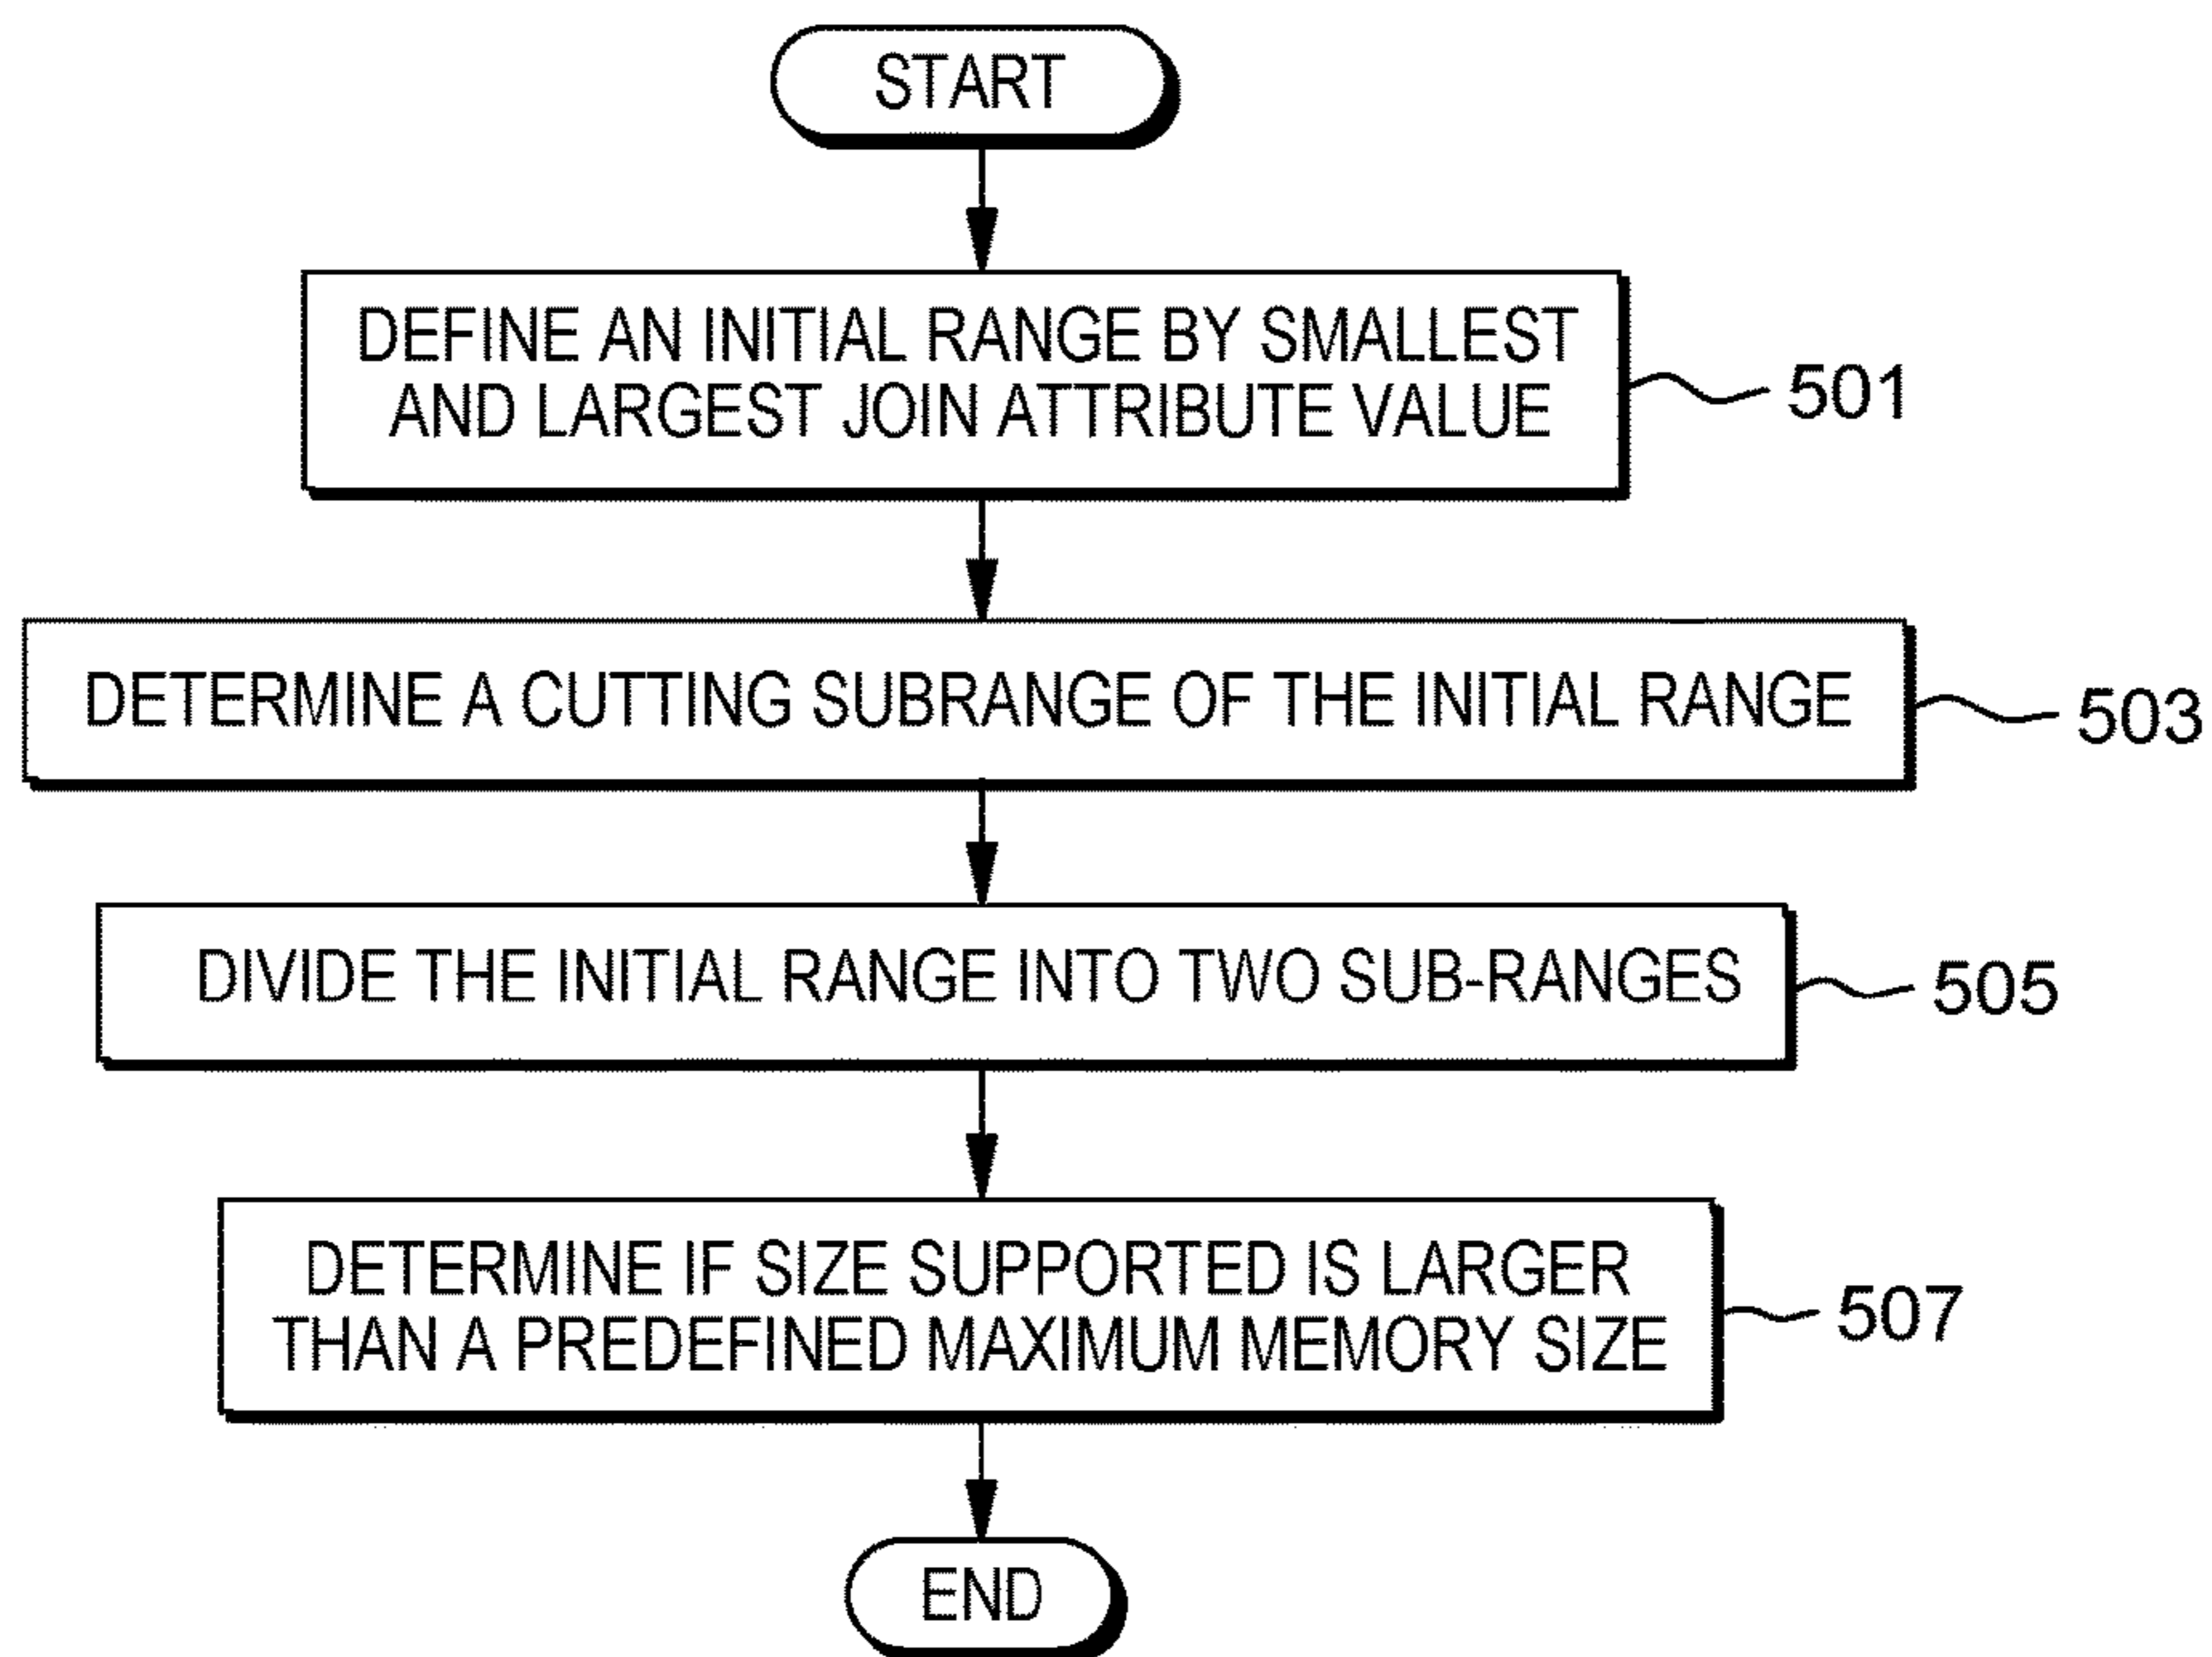 START
DEFINE AN INITIAL RANGE BY SMALLEST
AND LARGEST JOIN ATTRIBUTE VALUE
501
DETERMINE A CUTTING SUBRANGE OF THE INITIAL RANGE
503
DIVIDE THE INITIAL RANGE INTO TWO SUB-RANGES
505
DETERMINE IF SIZE SUPPORTED IS LARGER
THAN A PREDEFINED MAXIMUM MEMORY SIZE
507
END